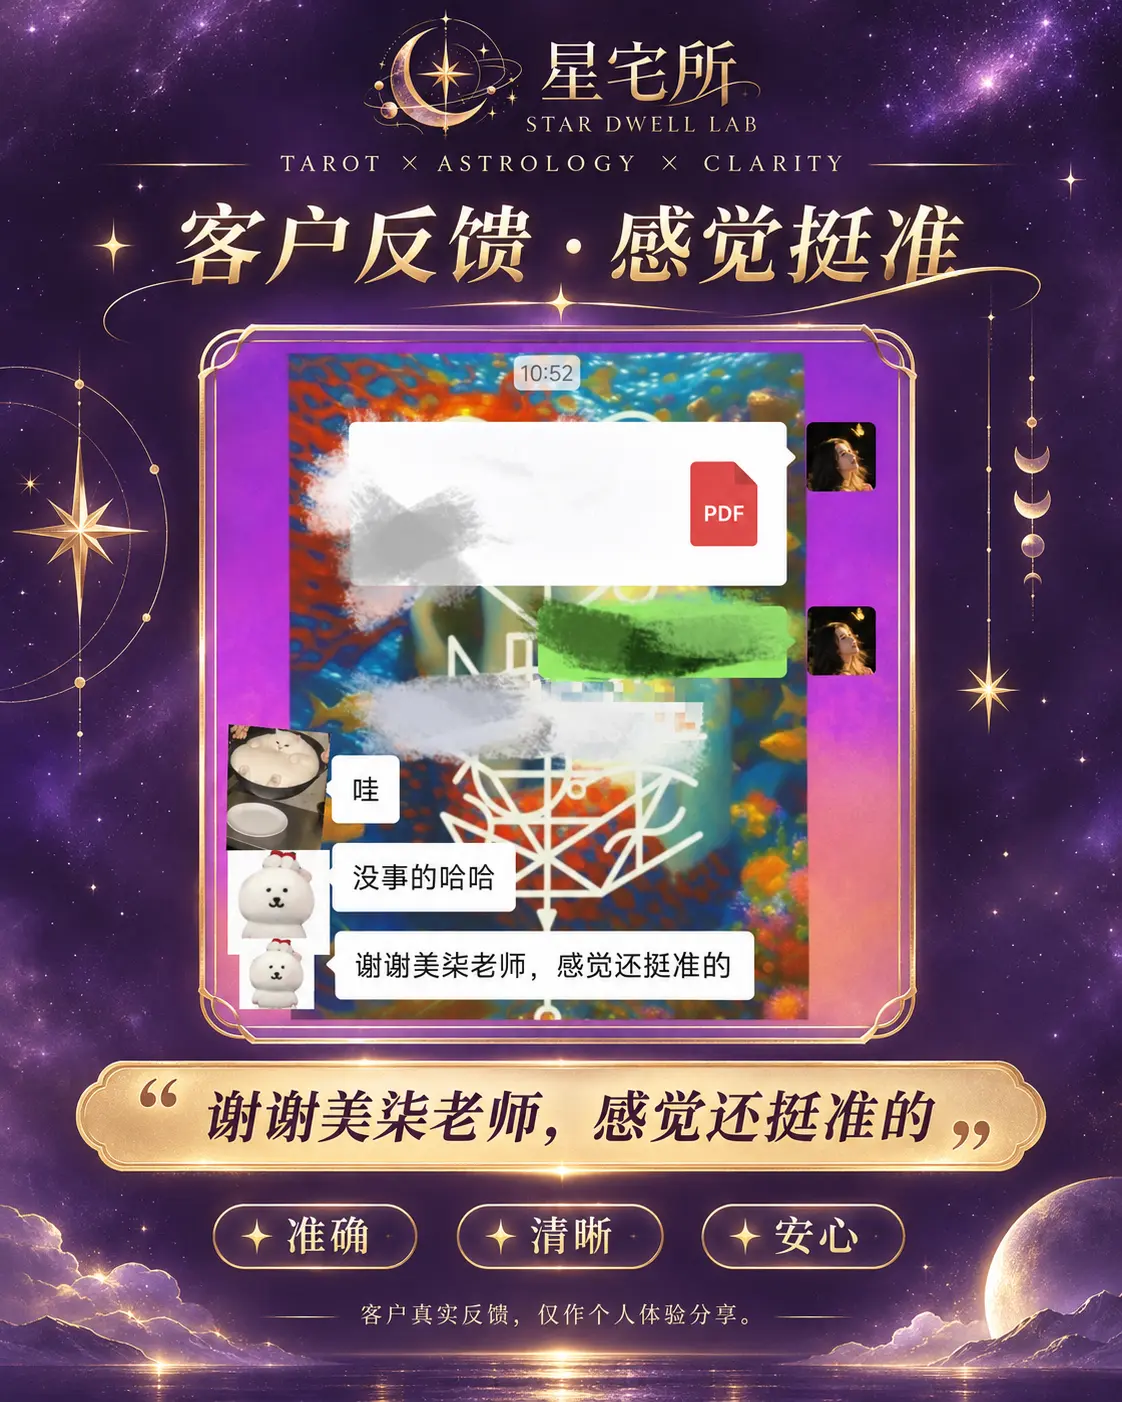 星宅所
STAR DWELL LAB
TAROT × ASTROLOGY × CLARITY
客户反馈·感觉挺准
10:52
PDF
哇
没事的哈哈
谢谢美柒老师，感觉还挺准的
“谢谢美柒老师，感觉还挺准的”
准确
清晰
安心
客户真实反馈，仅作个人体验分享。